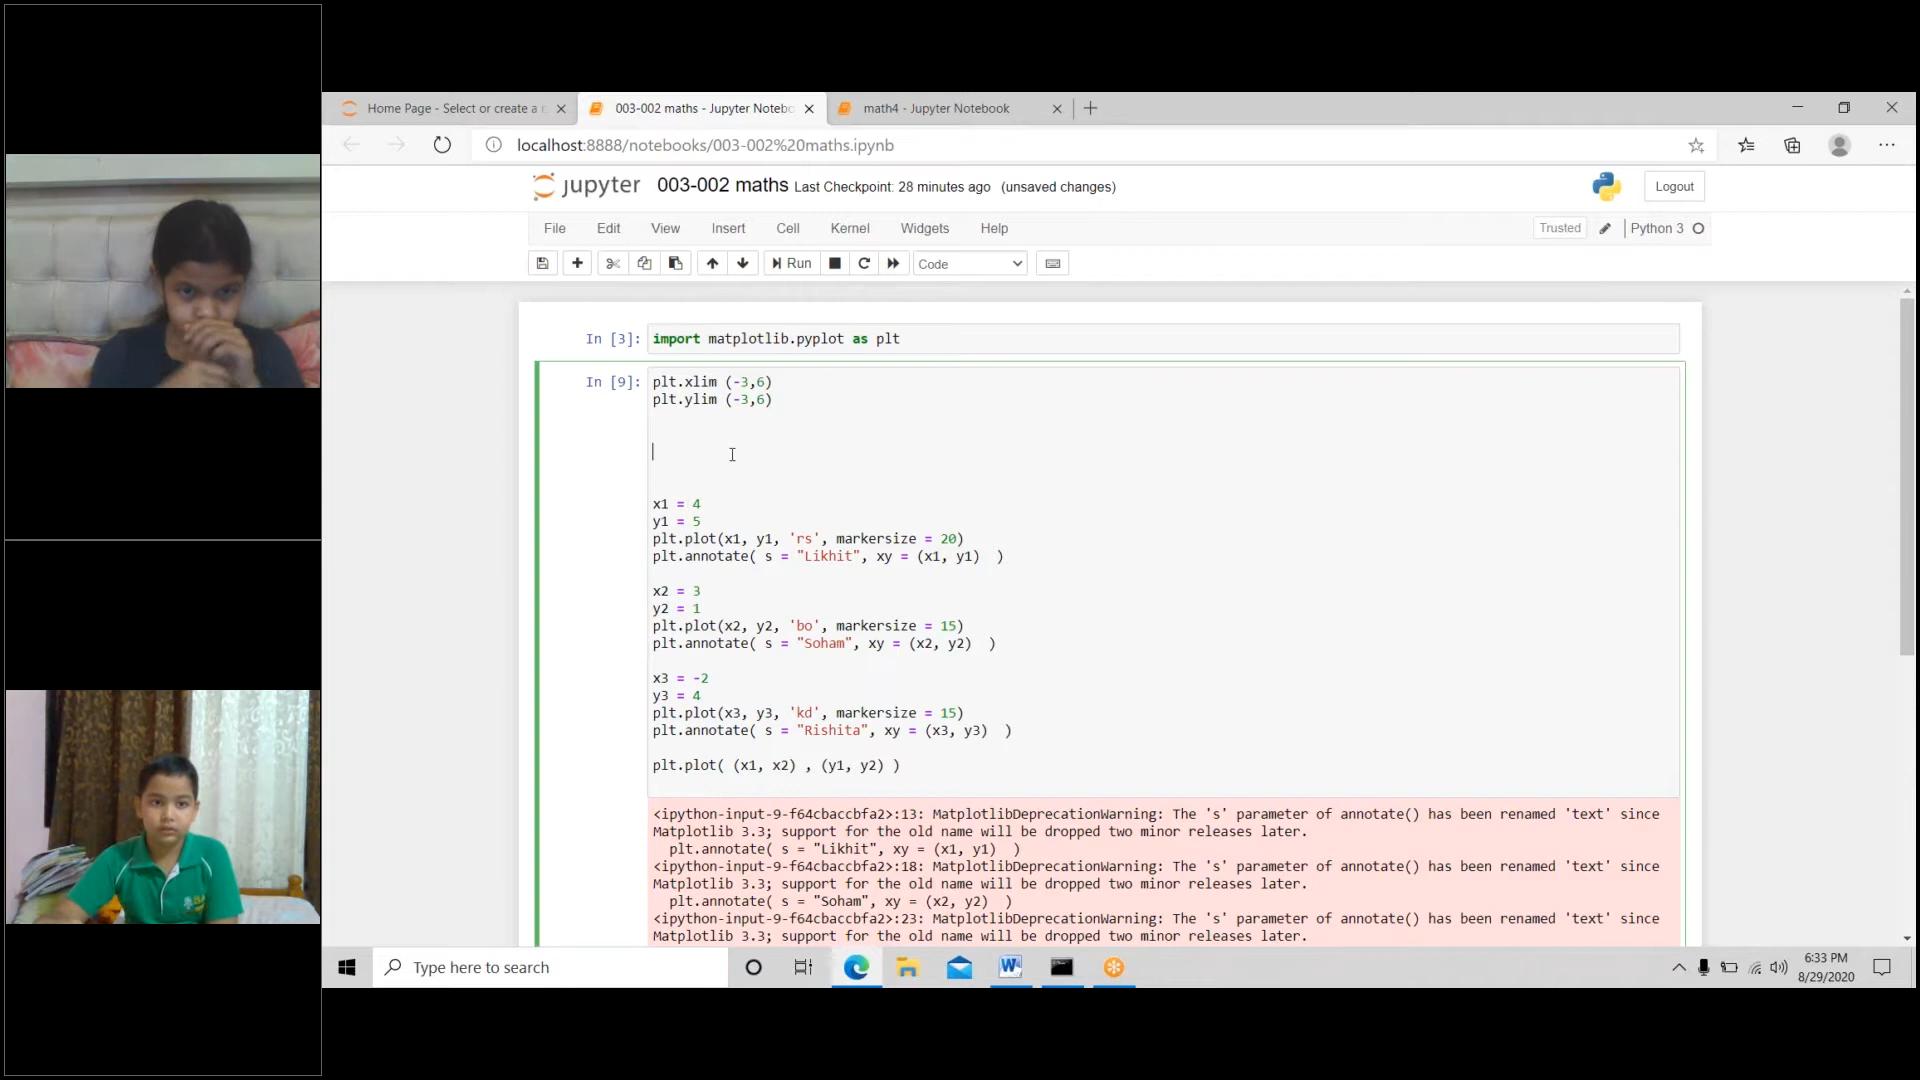 Home Page - Select or create a n
003-002 maths - Jupyter Notebo
math4 - Jupyter Notebook
localhost:8888/notebooks/003-002%20maths.ipynb
jupyter 003-002 maths Last Checkpoint: 28 minutes ago (unsaved changes)
Logout
File Edit View Insert Cell Kernel Widgets Help
Trusted
Python 3
Run
Code
In [3]: import matplotlib.pyplot as plt
In [9]: plt.xlim (-3,6)
plt.ylim (-3,6)
x1 = 4
y1 = 5
plt.plot(x1, y1, 'rs', markersize = 20)
plt.annotate( s = "Likhit", xy = (x1, y1)  )
x2 = 3
y2 = 1
plt.plot(x2, y2, 'bo', markersize = 15)
plt.annotate( s = "Soham", xy = (x2, y2)  )
x3 = -2
y3 = 4
plt.plot(x3, y3, 'kd', markersize = 15)
plt.annotate( s = "Rishita", xy = (x3, y3)  )
plt.plot( (x1, x2) , (y1, y2) )
<ipython-input-9-f64cbaccbfa2>:13: MatplotlibDeprecationWarning: The 's' parameter of annotate() has been renamed 'text' since
Matplotlib 3.3; support for the old name will be dropped two minor releases later.
plt.annotate( s = "Likhit", xy = (x1, y1)  )
<ipython-input-9-f64cbaccbfa2>:18: MatplotlibDeprecationWarning: The 's' parameter of annotate() has been renamed 'text' since
Matplotlib 3.3; support for the old name will be dropped two minor releases later.
plt.annotate( s = "Soham", xy = (x2, y2)  )
<ipython-input-9-f64cbaccbfa2>:23: MatplotlibDeprecationWarning: The 's' parameter of annotate() has been renamed 'text' since
Matplotlib 3.3; support for the old name will be dropped two minor releases later.
Type here to search
6:33 PM
8/29/2020